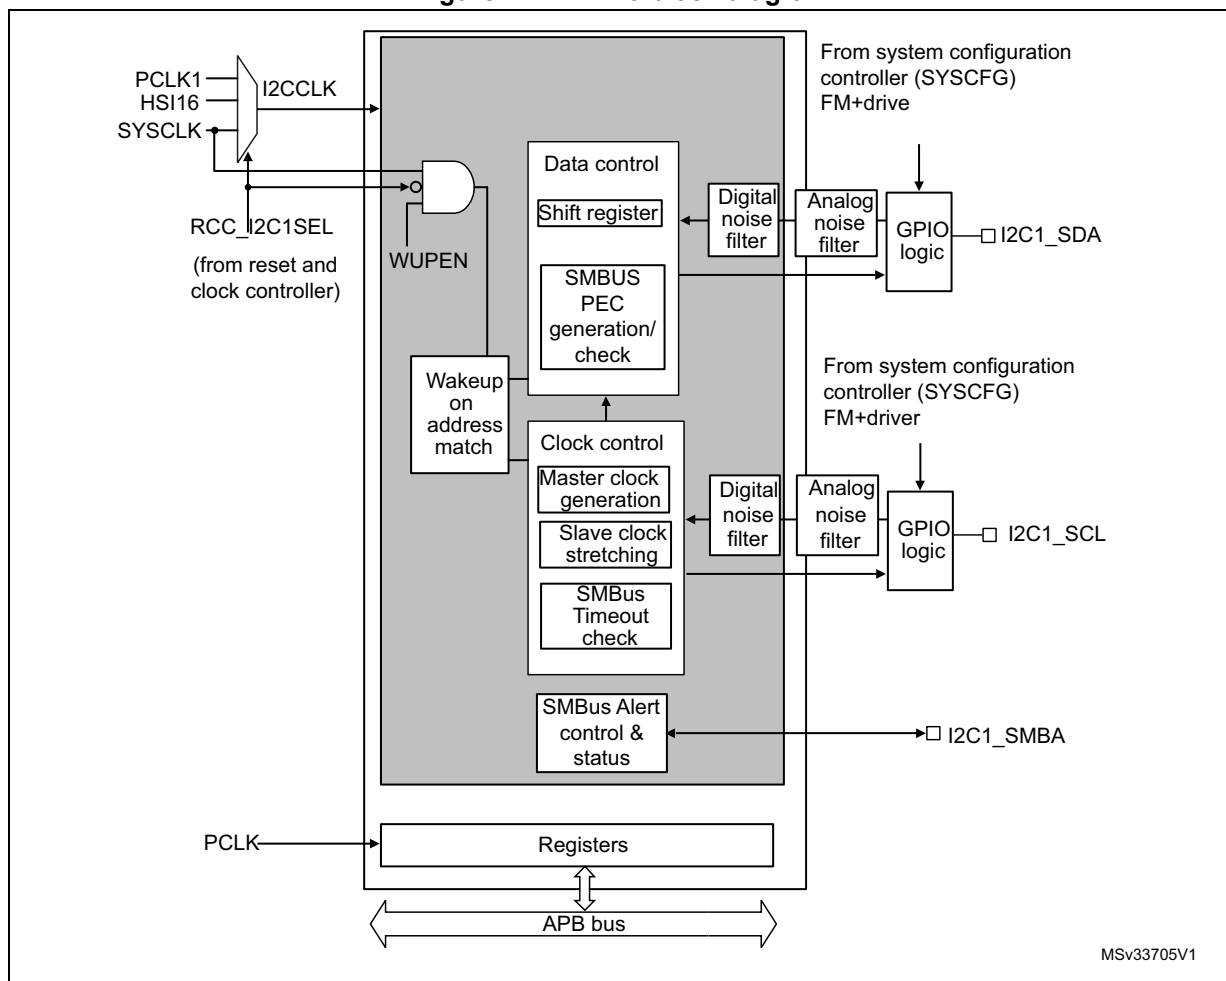 PCLK1
HSI16
SYSCLK
I2CCLK
RCC_I2C1SEL
(from reset and
clock controller)
WUPEN
Wakeup
on
address
match
Data control
Shift register
SMBUS
PEC
generation/
check
Clock control
Master clock
generation
Slave clock
stretching
SMBus
Timeout
check
SMBus Alert
control &
status
Digital
noise
filter
Analog
noise
filter
GPIO
logic
I2C1_SDA
From system configuration
controller (SYSCFG)
FM+drive
From system configuration
controller (SYSCFG)
FM+driver
Digital
noise
filter
Analog
noise
filter
GPIO
logic
I2C1_SCL
I2C1_SMBA
PCLK
Registers
APB bus
MSv33705V1